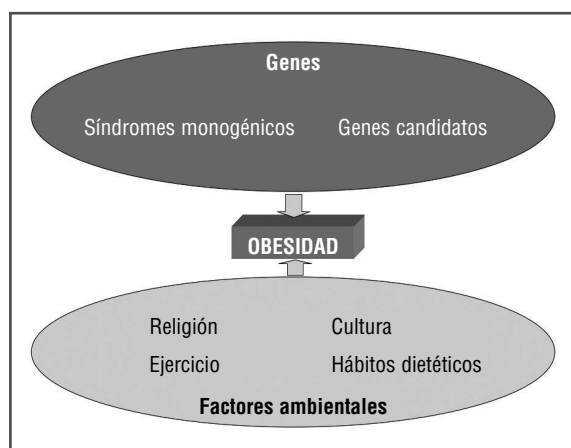 Genes
Síndromes monogénicos Genes candidatos
OBESIDAD
Religión Cultura
Ejercicio Hábitos dietéticos
Factores ambientales